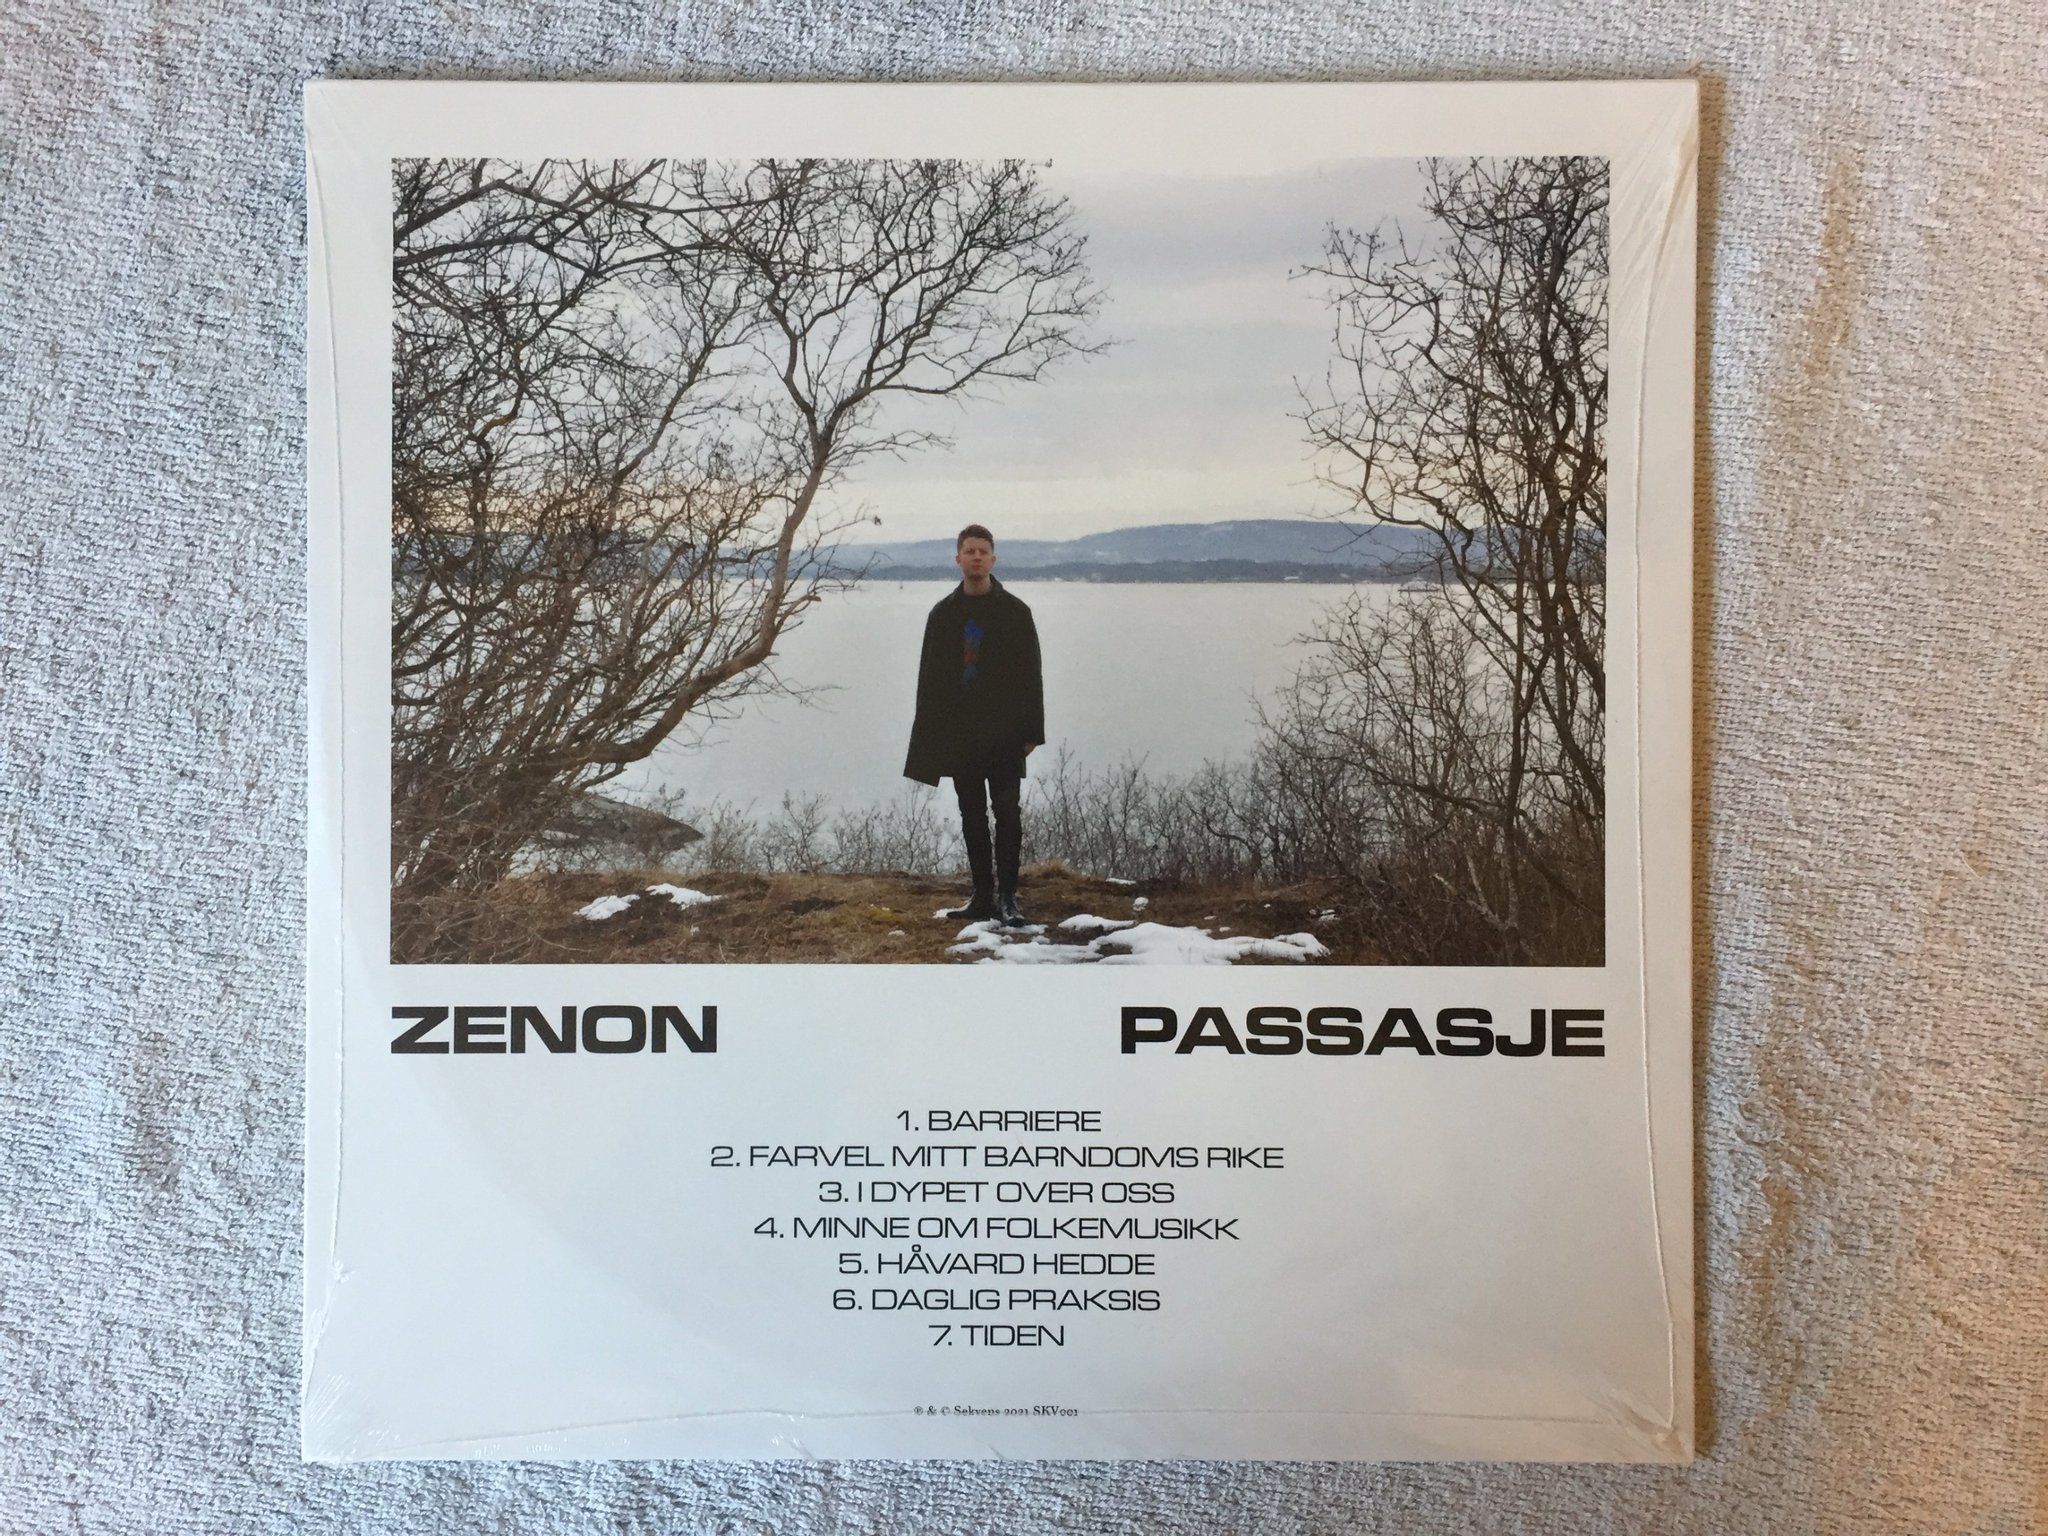 ZENON PASSASJE
1. BARRIERE
2. FARVEL MITT BARNDOMS RIKE
3. I DYPET OVER OSS
4. MINNE OM FOLKEMUSIKK
5. HÅVARD HEDDE
6. DAGLIG PRAKSIS
7. TIDEN
℗ & © Sekvens 2021 SKV001